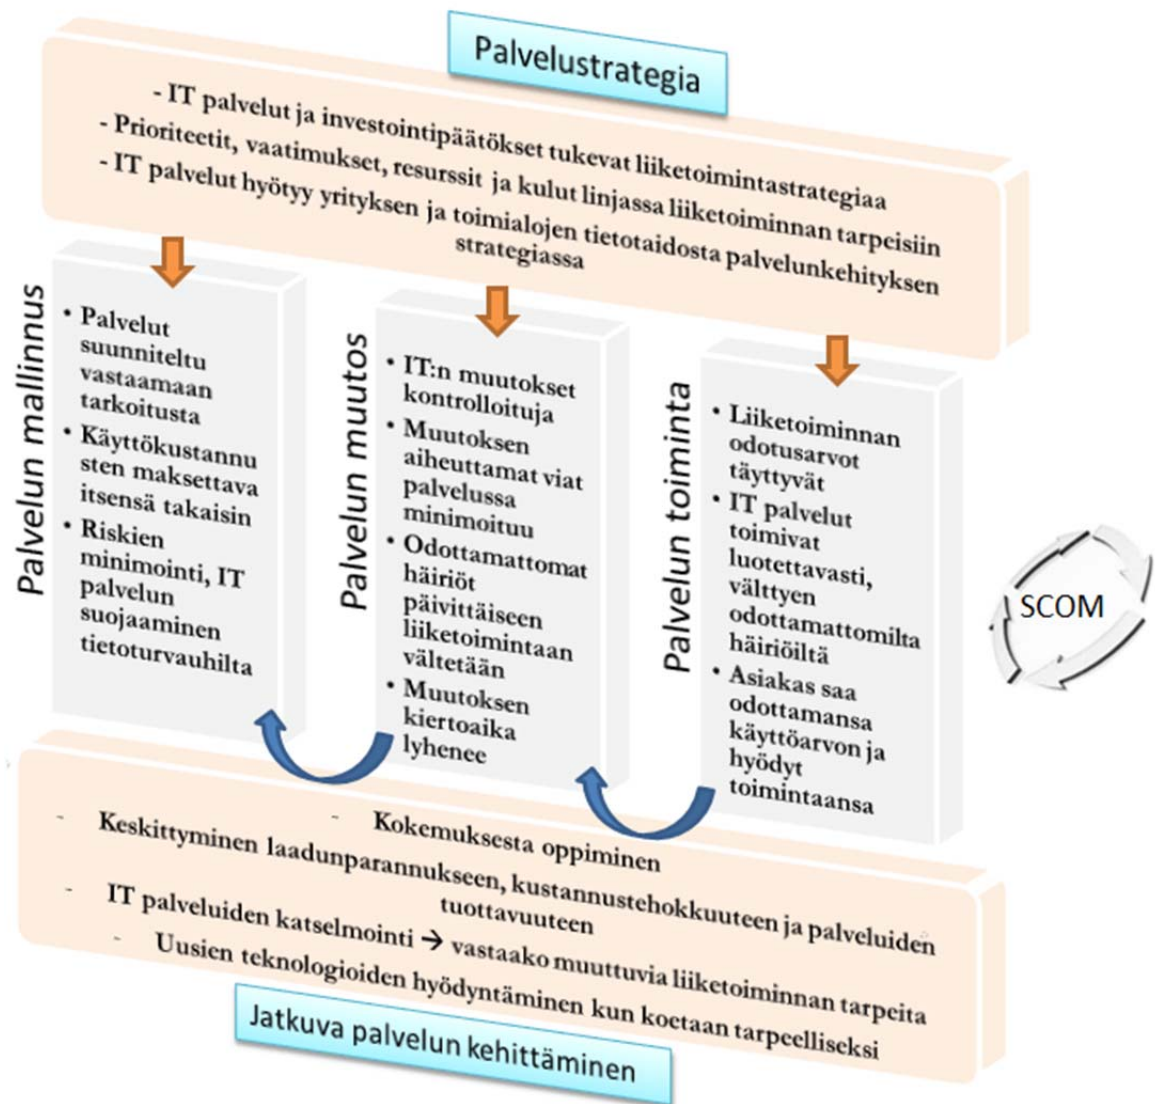 Palvelustrategia
- IT palvelut ja investointipäätökset tukevat liiketoimintastrategiaa
- Prioriteetit, vaatimukset, resurssit ja kulut linjassa liiketoiminnan tarpeisiin
- IT palvelut hyötyy yrityksen ja toimialojen tietotaidosta palvelunkehityksen
strategiassa
Palvelun mallinnus
• Palvelut
suunniteltu
vastaamaan
tarkoitusta
• Käyttökustannu
sten maksettava
itsensä takaisin
• Riskien
minimointi, IT
palvelun
suojaaminen
tietoturvauhilta
Palvelun muutos
• IT:n muutokset
kontrolloituja
• Muutoksen
aiheuttamat viat
palvelussa
minimoituu
• Odottamattomat
häiriöt
päivittäiseen
liiketoimintaan
vältetään
• Muutoksen
kiertoaika
lyhenee
Palvelun toiminta
• Liiketoiminnan
odotusarvot
täyttyvät
• IT palvelut
toimivat
luotettavasti,
välttyen
odottamattomilta
häiriöiltä
• Asiakas saa
odottamansa
käyttöarvon ja
hyödyt
toimintaansa
SCOM
- Kokemuksesta oppiminen
- Keskittyminen laadunparannukseen, kustannustehokkuuteen ja palveluiden
tuottavuuteen
- IT palveluiden katselmointi → vastaako muuttuvia liiketoiminnan tarpeita
- Uusien teknologioiden hyödyntäminen kun koetaan tarpeelliseksi
Jatkuva palvelun kehittäminen